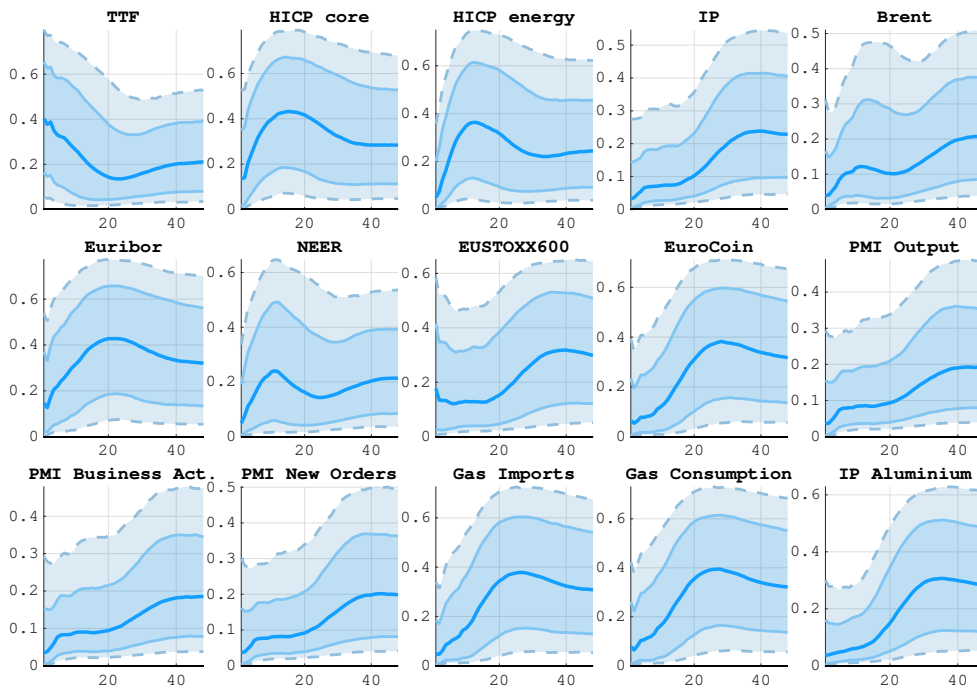 TTF HICP core HICP energy IP Brent
0.6 0.6 0.6 0.5 0.5
0.4 0.4 0.4 0.4 0.4
0.2 0.2 0.2 0.3 0.3
0 0 0 0.2 0.2
0.1 0.1
0 0
20 40 20 40 20 40 20 40 20 40
Euribor NEER EUSTOXX600 EuroCoin PMI Output
0.6 0.6 0.6 0.6 0.4
0.4 0.4 0.4 0.4 0.3
0.2 0.2 0.2 0.2 0.2
0 0 0 0 0.1
0
20 40 20 40 20 40 20 40 20 40
PMI Business Act. PMI New Orders Gas Imports Gas Consumption IP Aluminium
0.4 0.5 0.6 0.6 0.6
0.3 0.4 0.4 0.4 0.4
0.2 0.3 0.2 0.2 0.2
0.1 0.2 0 0 0
0 0.1
0
20 40 20 40 20 40 20 40 20 40